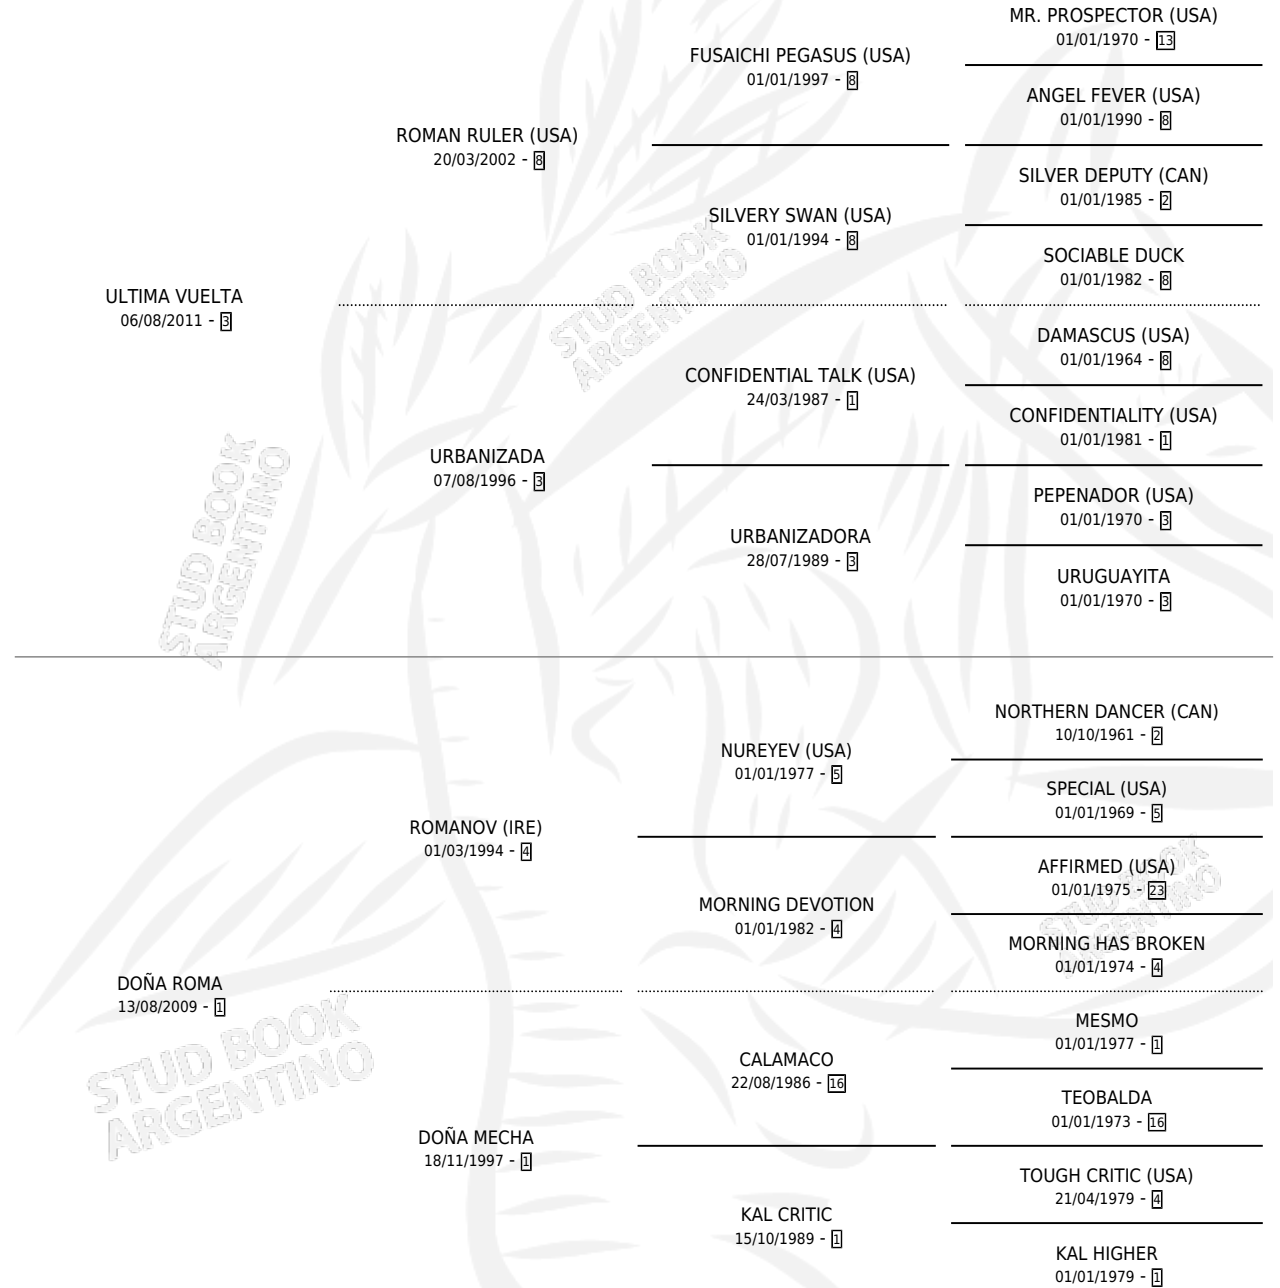 MR. PROSPECTOR (USA)
01/01/1970 - 13
FUSAICHI PEGASUS (USA)
01/01/1997 - 8
ANGEL FEVER (USA)
01/01/1990 - 8
ROMAN RULER (USA)
20/03/2002 - 8
SILVER DEPUTY (CAN)
01/01/1985 - 2
SILVERY SWAN (USA)
01/01/1994 - 8
SOCIABLE DUCK
01/01/1982 - 8
ULTIMA VUELTA
06/08/2011 - 3
STUD BOOK
ARGENTINO
DAMASCUS (USA)
01/01/1964 - 8
CONFIDENTIAL TALK (USA)
24/03/1987 - 1
CONFIDENTIALITY (USA)
01/01/1981 - 1
URBANIZADA
07/08/1996 - 3
PEPENADOR (USA)
01/01/1970 - 3
URBANIZADORA
28/07/1989 - 3
URUGUAYITA
01/01/1970 - 3
STUD BOOK
ARGENTINO
NORTHERN DANCER (CAN)
10/10/1961 - 2
NUREYEV (USA)
01/01/1977 - 5
SPECIAL (USA)
01/01/1969 - 5
ROMANOV (IRE)
01/03/1994 - 4
AFFIRMED (USA)
01/01/1975 - 23
MORNING DEVOTION
01/01/1982 - 4
MORNING HAS BROKEN
01/01/1974 - 4
STUD BOOK
ARGENTINO
DOÑA ROMA
13/08/2009 - 1
MESMO
01/01/1977 - 1
CALAMACO
22/08/1986 - 16
TEOBALDA
01/01/1973 - 16
STUD BOOK
ARGENTINO
DOÑA MECHA
18/11/1997 - 1
TOUGH CRITIC (USA)
21/04/1979 - 4
KAL CRITIC
15/10/1989 - 1
KAL HIGHER
01/01/1979 - 1